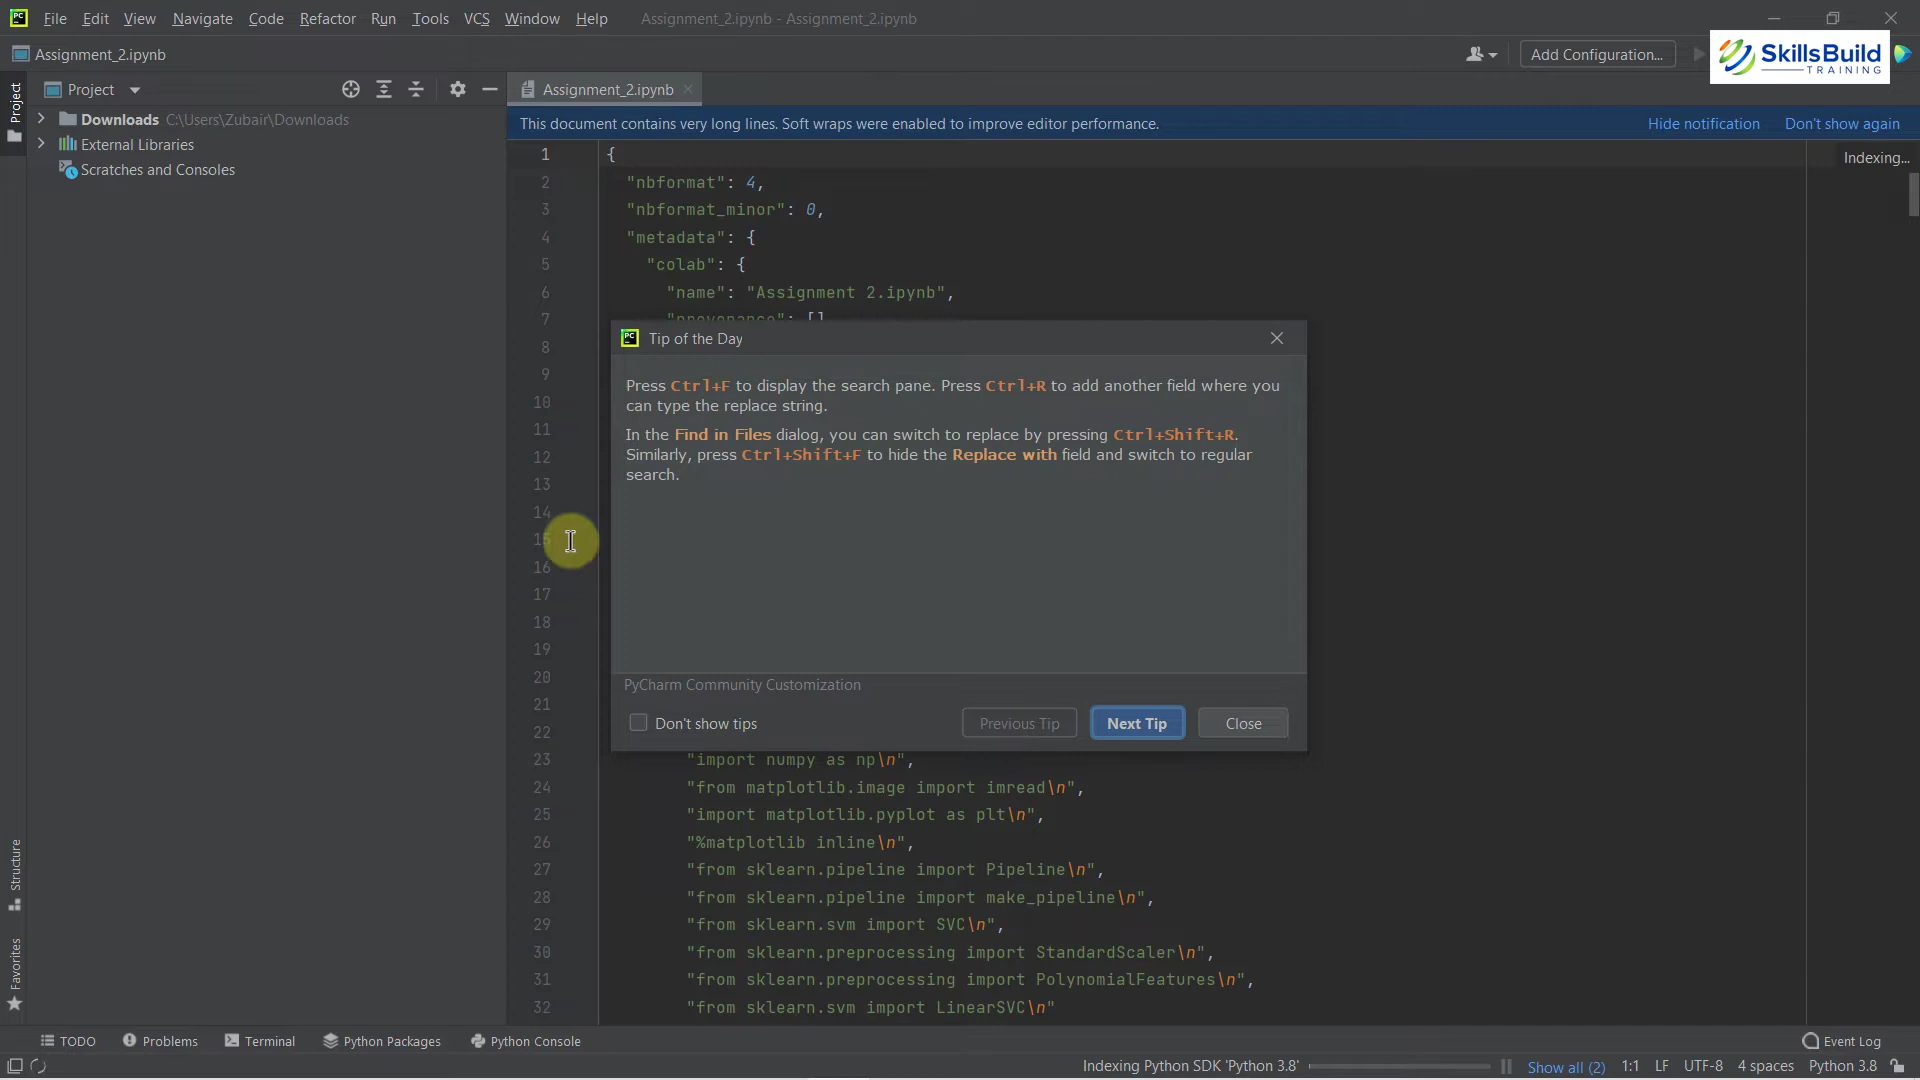 File Edit View Navigate Code Refactor Run Tools VCS Window Help Assignment_2.ipynb - Assignment_2.ipynb
Assignment_2.ipynb
Add Configuration...
SkillsBuild
TRAINING
Project
Project
Assignment_2.ipynb
Downloads C:\Users\Zubair\Downloads
External Libraries
Scratches and Consoles
This document contains very long lines. Soft wraps were enabled to improve editor performance.
Hide notification Don't show again
Indexing...
1 {
2 "nbformat": 4,
3 "nbformat_minor": 0,
4 "metadata": {
5 "colab": {
6 "name": "Assignment 2.ipynb",
7 "provenance": []
8
9
10
11
12
13
14
15
16
17
18
19
20
21
22
Tip of the Day
Press Ctrl+F to display the search pane. Press Ctrl+R to add another field where you
can type the replace string.
In the Find in Files dialog, you can switch to replace by pressing Ctrl+Shift+R.
Similarly, press Ctrl+Shift+F to hide the Replace with field and switch to regular
search.
PyCharm Community Customization
Don't show tips
Previous Tip Next Tip Close
23 "import numpy as np\n",
24 "from matplotlib.image import imread\n",
25 "import matplotlib.pyplot as plt\n",
26 "%matplotlib inline\n",
27 "from sklearn.pipeline import Pipeline\n",
28 "from sklearn.pipeline import make_pipeline\n",
29 "from sklearn.svm import SVC\n",
30 "from sklearn.preprocessing import StandardScaler\n",
31 "from sklearn.preprocessing import PolynomialFeatures\n",
32 "from sklearn.svm import LinearSVC\n"
Structure
Favorites
TODO Problems Terminal Python Packages Python Console Event Log
Indexing Python SDK 'Python 3.8' Show all (2) 1:1 LF UTF-8 4 spaces Python 3.8